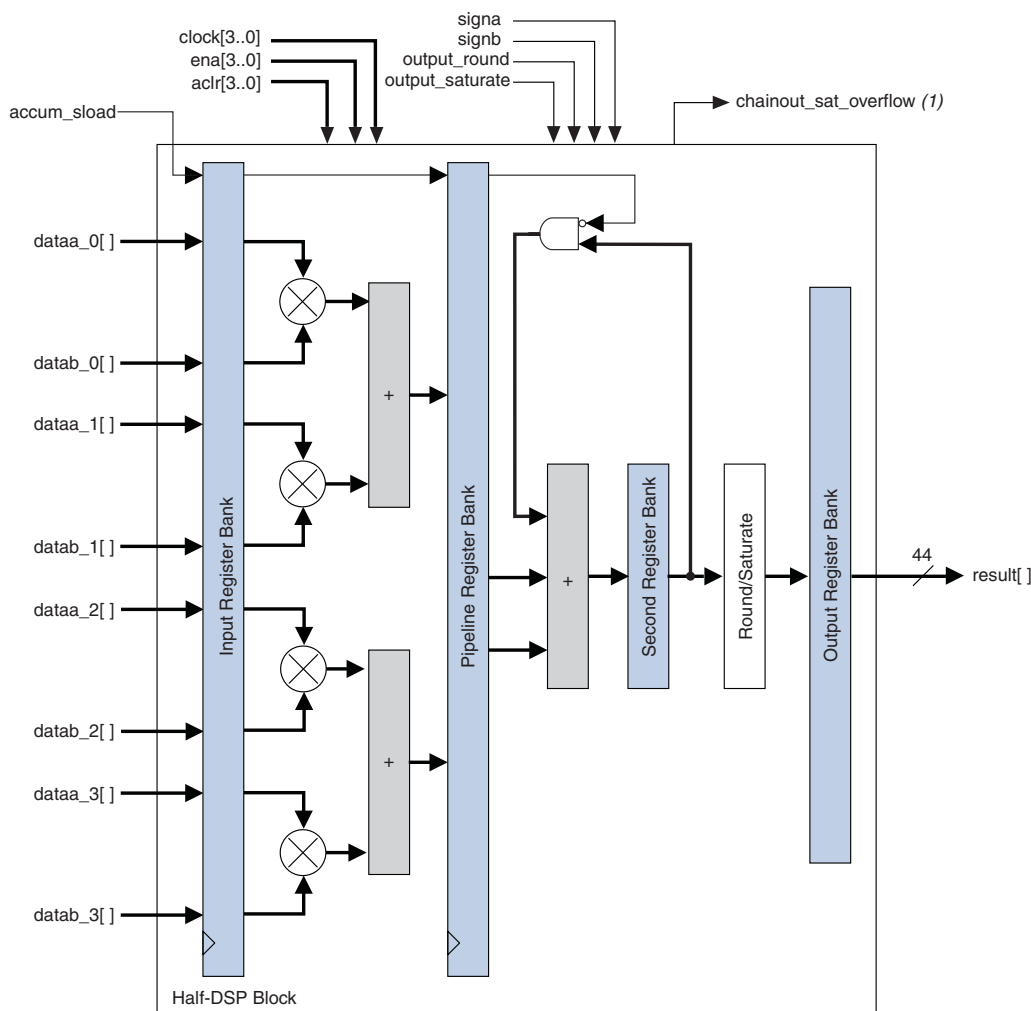 clock[3..0]
ena[3..0]
aclr[3..0]
signa
signb
output_round
output_saturate
chainout_sat_overflow (1)
accum_sload
dataa_0[ ]
datab_0[ ]
dataa_1[ ]
datab_1[ ]
dataa_2[ ]
datab_2[ ]
dataa_3[ ]
datab_3[ ]
Input Register Bank
+
+
Pipeline Register Bank
+
Second Register Bank
Round/Saturate
Output Register Bank
44
result[ ]
Half-DSP Block